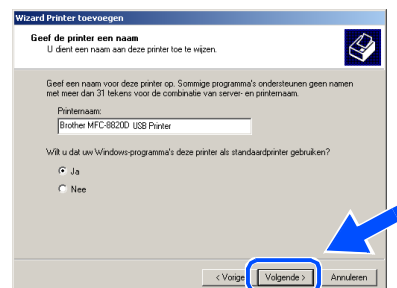 Wizard Printer toevoegen
Geef de printer een naam
U dient een naam aan deze printer toe te wijzen.
Geef een naam voor deze printer op. Sommige programma's ondersteunen geen namen
met meer dan 31 tekens voor de combinatie van server- en printernaam.
Printernaam:
Brother MFC-8820D USB Printer
Wilt u dat uw Windows-programma's deze printer als standaardprinter gebruiken?
Ja
Nee
< Vorige
Volgende >
Annuleren